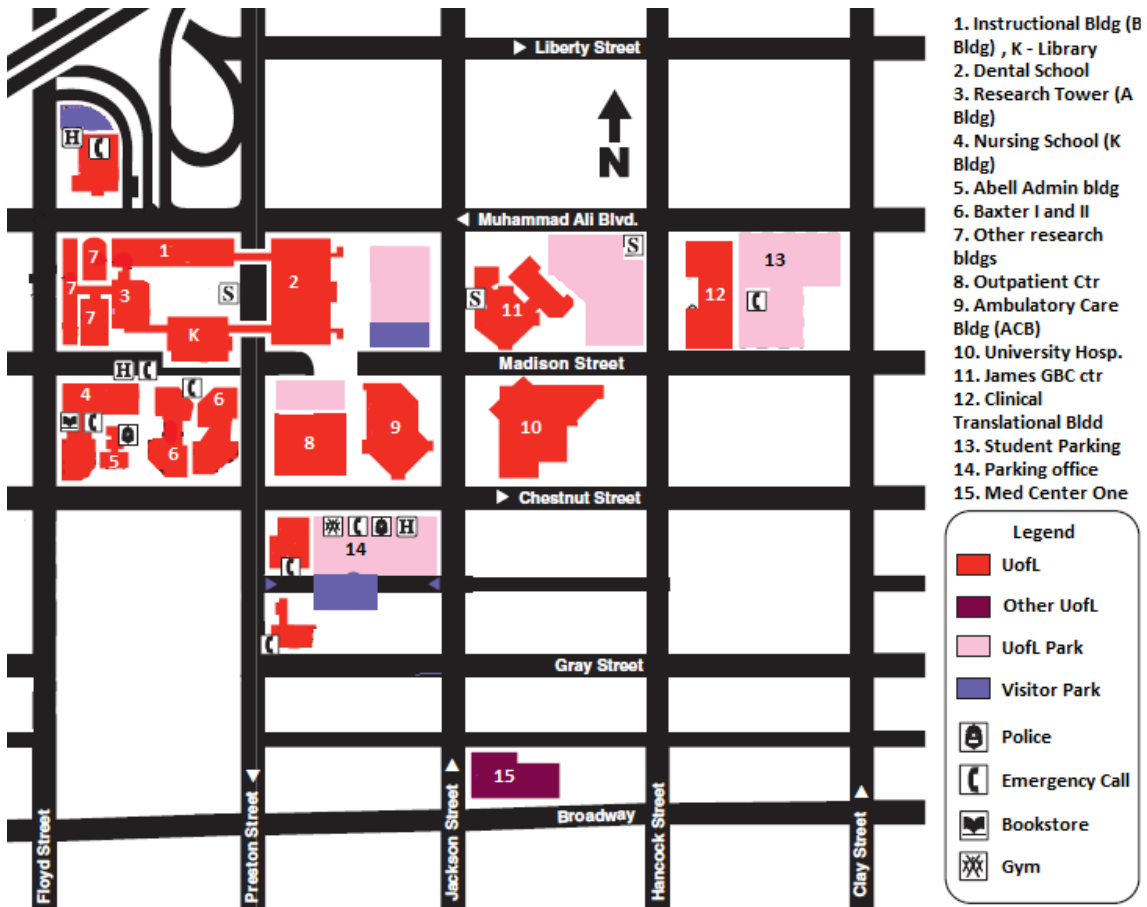 Liberty Street
N
H
Muhammad Ali Blvd.
1
7
7
3
7
K
S
2
S
S
11
12
13
Madison Street
H
4
6
5
6
8
9
10
Chestnut Street
H
14
Gray Street
15
Broadway
Floyd Street
Preston Street
Jackson Street
Hancock Street
Clay Street
1. Instructional Bldg (B
Bldg) , K - Library
2. Dental School
3. Research Tower (A
Bldg)
4. Nursing School (K
Bldg)
5. Abell Admin bldg
6. Baxter I and II
7. Other research
bldgs
8. Outpatient Ctr
9. Ambulatory Care
Bldg (ACB)
10. University Hosp.
11. James GBC ctr
12. Clinical
Translational Bldd
13. Student Parking
14. Parking office
15. Med Center One
Legend
UofL
Other UofL
UofL Park
Visitor Park
Police
Emergency Call
Bookstore
Gym